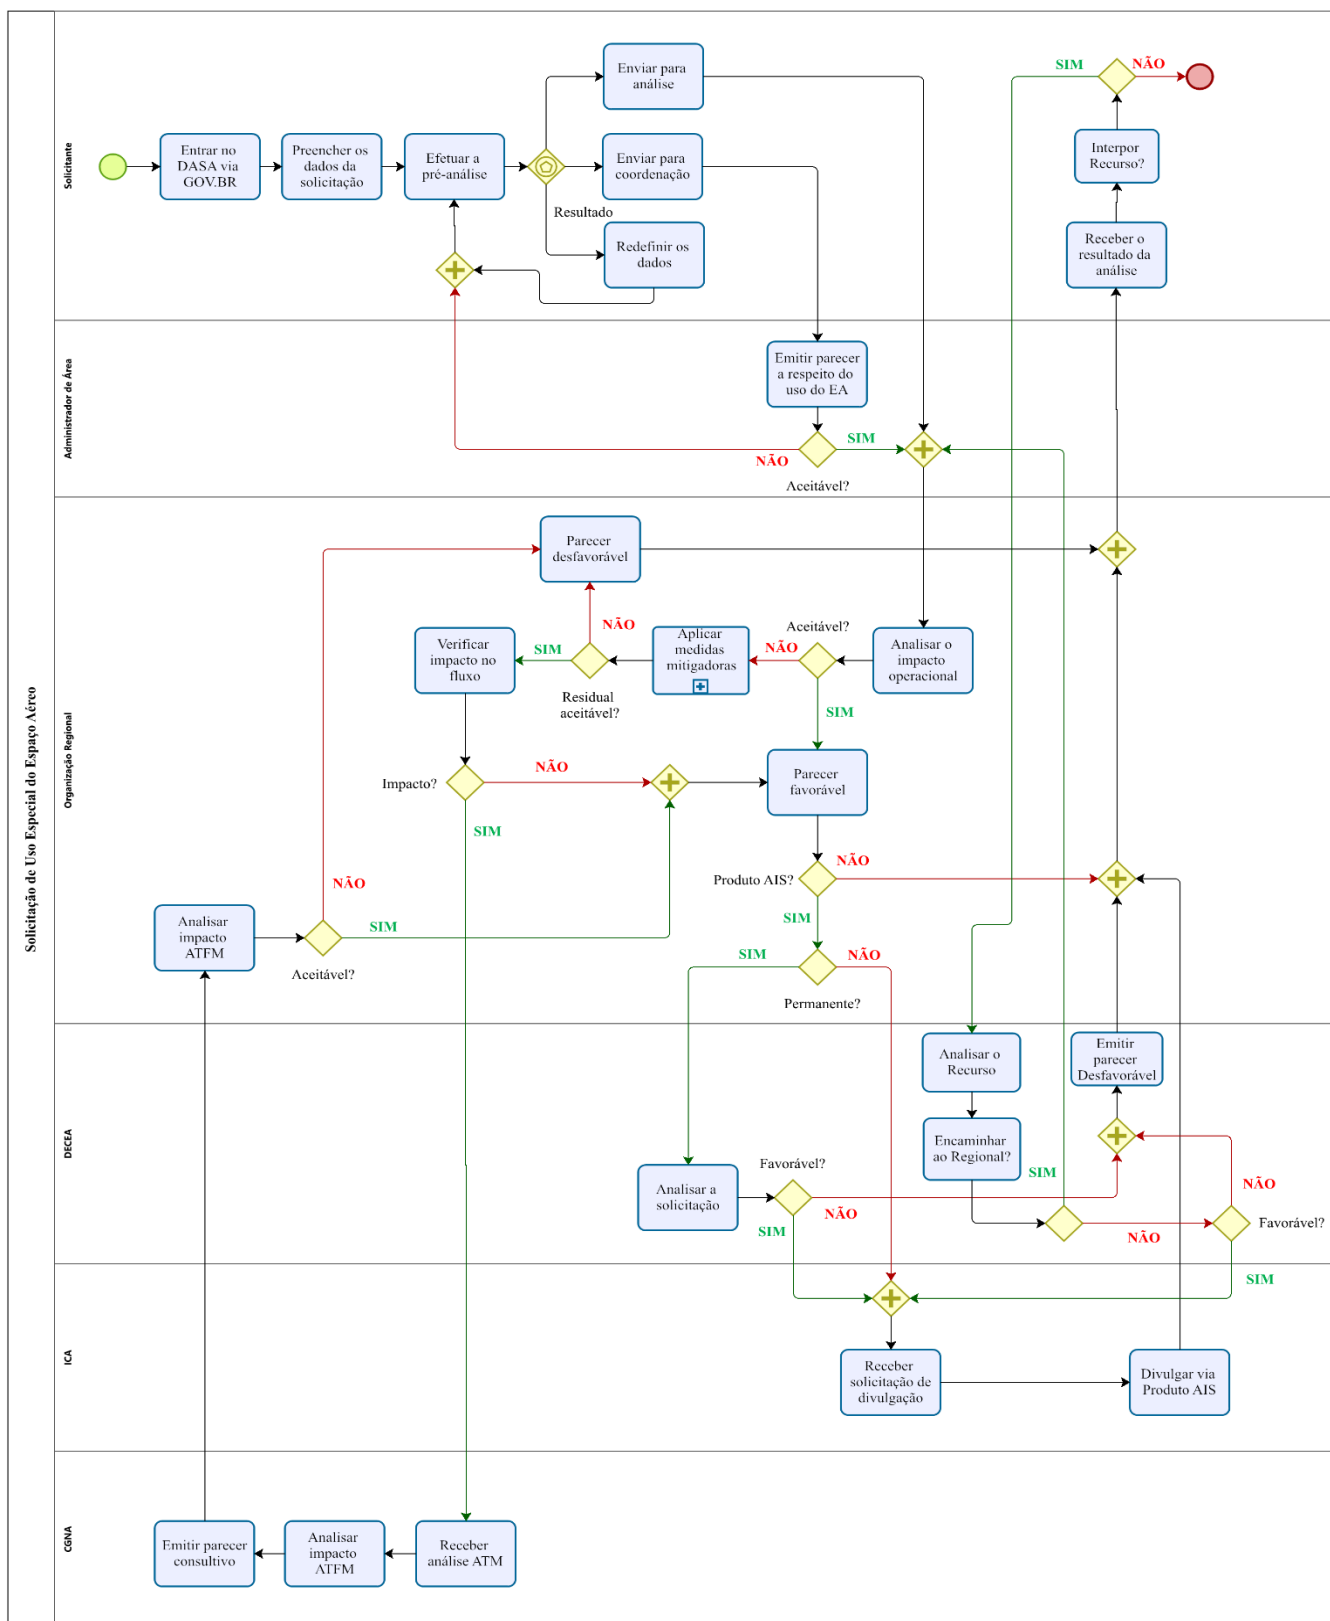 Solicitação de Uso Especial do Espaço Aéreo
Solicitante
Entrar no
DASA via
GOV.BR
Preencher os
dados da
solicitação
Efetuar a
pré-análise
Resultado
Enviar para
análise
Enviar para
coordenação
Redefinir os
dados
SIM
NÃO
Interpor
Recurso?
Receber o
resultado da
análise
Administrador de Área
Emitir parecer
a respeito do
uso do EA
NÃO
SIM
Aceitável?
Organização Regional
Parecer
desfavorável
Verificar
impacto no
fluxo
SIM
NÃO
Residual
aceitável?
Aplicar
medidas
mitigadoras
NÃO
Aceitável?
SIM
Analisar o
impacto
operacional
Impacto?
NÃO
SIM
Parecer
favorável
Produto AIS?
NÃO
SIM
Analisar
impacto
ATFM
NÃO
SIM
Aceitável?
SIM
NÃO
Permanente?
DECEA
Analisar o
Recurso
Encaminhar
ao Regional?
Emitir
parecer
Desfavorável
Analisar a
solicitação
Favorável?
NÃO
SIM
SIM
NÃO
NÃO
Favorável?
SIM
ICA
Receber
solicitação de
divulgação
Divulgar via
Produto AIS
CGNA
Emitir parecer
consultivo
Analisar
impacto
ATFM
Receber
análise ATM